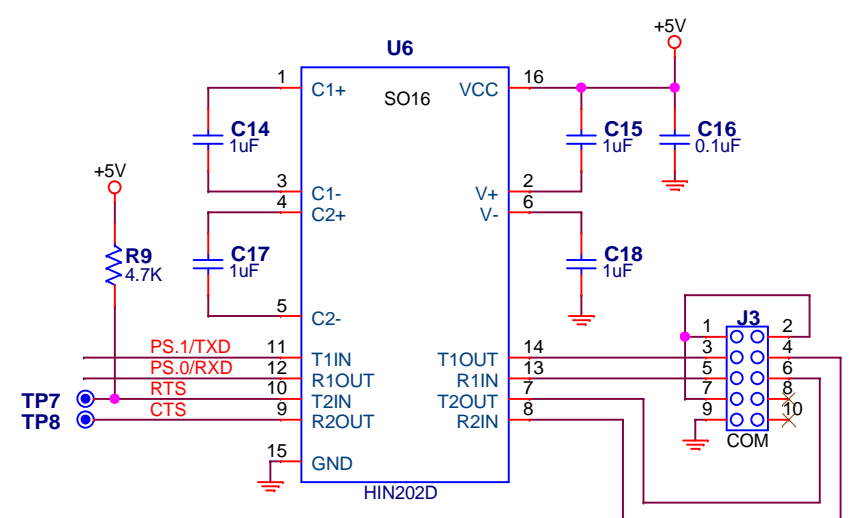 +5V
U6
1
C1+
SO16
VCC
16
C14
1uF
C15
1uF
C16
0.1uF
+5V
3
C1-
V+
2
4
C2+
V-
6
R9
4.7K
C17
1uF
C18
1uF
5
C2-
J3
1
2
PS.1/TXD
11
T1IN
T1OUT
14
3
4
PS.0/RXD
12
R1OUT
R1IN
13
5
6
TP7
RTS
10
T2IN
T2OUT
7
7
8
TP8
CTS
9
R2OUT
R2IN
8
9
10
COM
15
GND
HIN202D